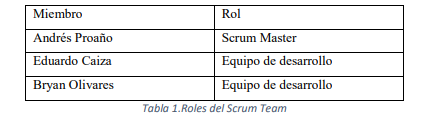 Miembro Rol
Andrés Proaño Scrum Master
Eduardo Caiza Equipo de desarrollo
Bryan Olivares Equipo de desarrollo
Tabla 1.Roles del Scrum Team